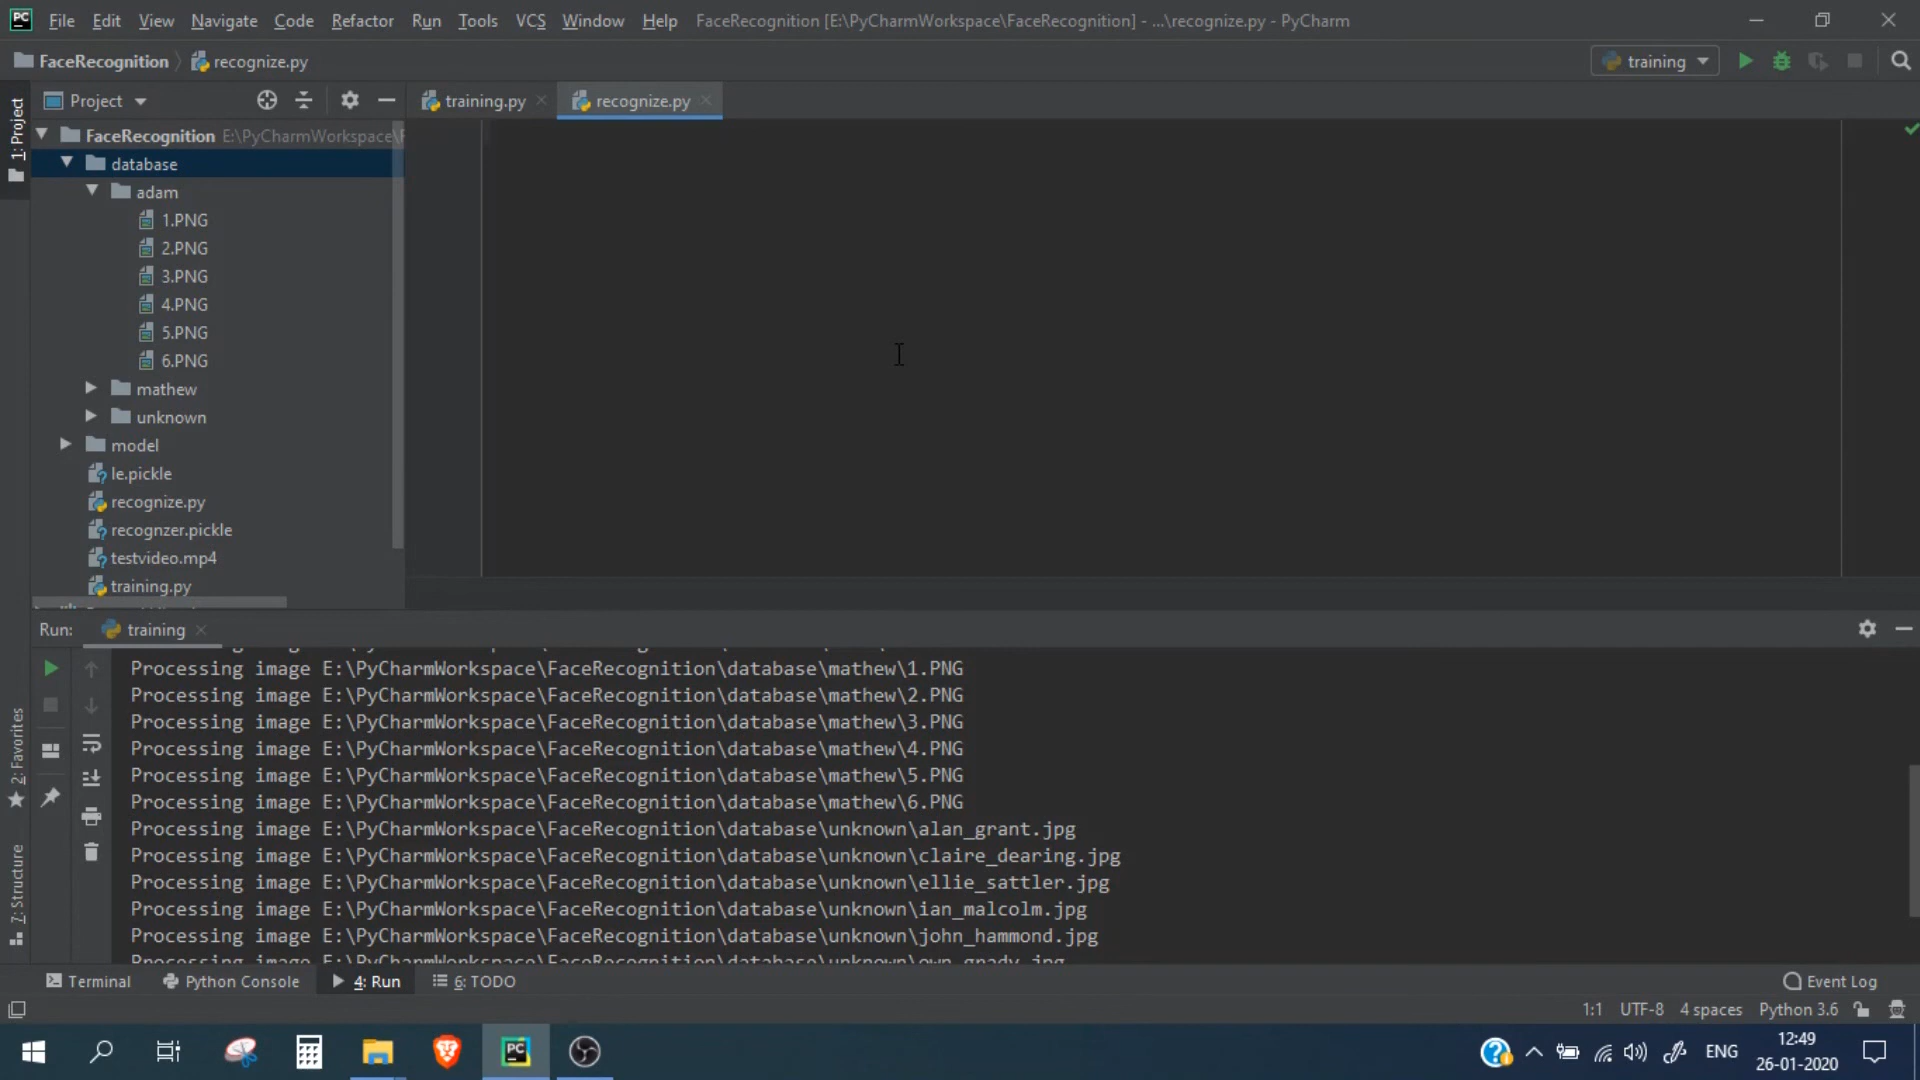 PC File Edit View Navigate Code Refactor Run Tools VCS Window Help FaceRecognition [E:\PyCharmWorkspace\FaceRecognition] - ...\recognize.py - PyCharm
FaceRecognition recognize.py training
1: Project
Project training.py recognize.py
FaceRecognition E:\PyCharmWorkspace\
database
adam
1.PNG
2.PNG
3.PNG
4.PNG
5.PNG
6.PNG
mathew
unknown
model
le.pickle
recognize.py
recognzer.pickle
testvideo.mp4
training.py
Run: training
Processing image E:\PyCharmWorkspace\FaceRecognition\database\mathew\1.PNG
Processing image E:\PyCharmWorkspace\FaceRecognition\database\mathew\2.PNG
Processing image E:\PyCharmWorkspace\FaceRecognition\database\mathew\3.PNG
Processing image E:\PyCharmWorkspace\FaceRecognition\database\mathew\4.PNG
Processing image E:\PyCharmWorkspace\FaceRecognition\database\mathew\5.PNG
Processing image E:\PyCharmWorkspace\FaceRecognition\database\mathew\6.PNG
Processing image E:\PyCharmWorkspace\FaceRecognition\database\unknown\alan_grant.jpg
Processing image E:\PyCharmWorkspace\FaceRecognition\database\unknown\claire_dearing.jpg
Processing image E:\PyCharmWorkspace\FaceRecognition\database\unknown\ellie_sattler.jpg
Processing image E:\PyCharmWorkspace\FaceRecognition\database\unknown\ian_malcolm.jpg
Processing image E:\PyCharmWorkspace\FaceRecognition\database\unknown\john_hammond.jpg
2: Favorites
7: Structure
Terminal Python Console 4: Run 6: TODO Event Log
1:1 UTF-8 4 spaces Python 3.6
PC ENG 12:49
26-01-2020